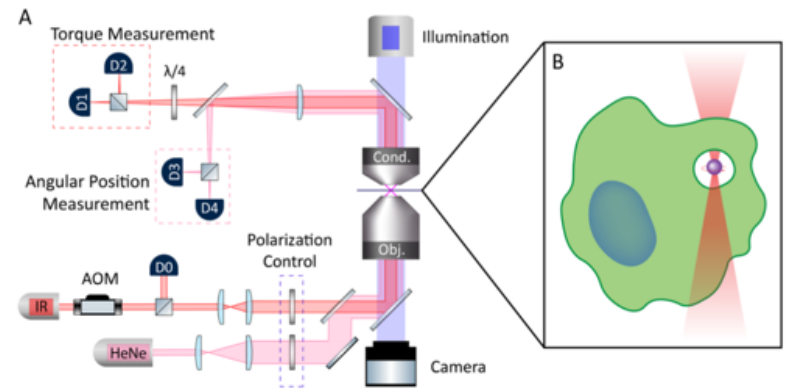 A
Torque Measurement
D2
λ/4
D1
Illumination
B
Cond.
D3
Angular Position
Measurement
D4
Polarization
Control
Obj.
AOM
D0
IR
HeNe
Camera